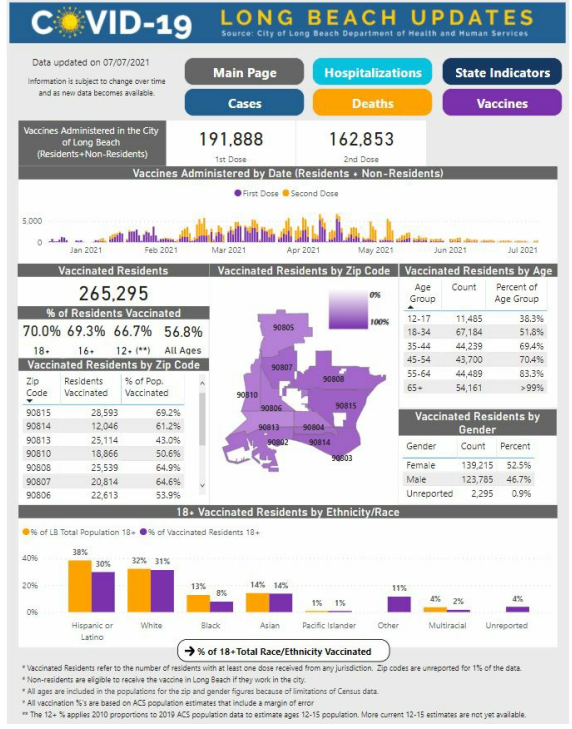 COVID-19
LONG BEACH UPDATES
Source: City of Long Beach Department of Health and Human Services
Data updated on 07/07/2021
Information is subject to change over time
and as new data becomes available.
Main Page
Hospitalizations
State Indicators
Cases
Deaths
Vaccines
Vaccines Administered in the City
of Long Beach
(Residents+Non-Residents)
191,888
1st Dose
162,853
2nd Dose
Vaccines Administered by Date (Residents + Non-Residents)
First Dose Second Dose
5,000
0
Jan 2021 Feb 2021 Mar 2021 Apr 2021 May 2021 Jun 2021 Jul 2021
Vaccinated Residents
265,295
% of Residents Vaccinated
70.0% 69.3% 66.7% 56.8%
18+ 16+ 12+ (**) All Ages
Vaccinated Residents by Zip Code
Zip Code Residents Vaccinated % of Pop. Vaccinated
90815 28,593 69.2%
90814 12,046 61.2%
90813 25,114 43.0%
90810 18,866 50.6%
90808 25,539 64.9%
90807 20,814 64.6%
90806 22,613 53.9%
Vaccinated Residents by Zip Code
0%
100%
90805
90807
90808
90810
90806
90815
90813
90804
90802
90814
90803
Vaccinated Residents by Age
Age Group Count Percent of Age Group
12-17 11,485 38.3%
18-34 67,184 51.8%
35-44 44,239 69.4%
45-54 43,700 70.4%
55-64 44,489 83.3%
65+ 54,161 >99%
Vaccinated Residents by
Gender
Gender Count Percent
Female 139,215 52.5%
Male 123,785 46.7%
Unreported 2,295 0.9%
18+ Vaccinated Residents by Ethnicity/Race
% of LB Total Population 18+ % of Vaccinated Residents 18+
40%
20%
0%
38% 30% 32% 31% 13% 8% 14% 14% 1% 1% 11% 4% 2% 4%
Hispanic or Latino White Black Asian Pacific Islander Other Multiracial Unreported
→ % of 18+Total Race/Ethnicity Vaccinated
* Vaccinated Residents refer to the number of residents with at least one dose received from any jurisdiction. Zip codes are unreported for 1% of the data.
* Non-residents are eligible to receive the vaccine in Long Beach if they work in the city.
* All ages are included in the populations for the zip and gender figures because of limitations of Census data.
* All vaccination %'s are based on ACS population estimates that include a margin of error
** The 12+ % applies 2010 proportions to 2019 ACS population data to estimate ages 12-15 population. More current 12-15 estimates are not yet available.